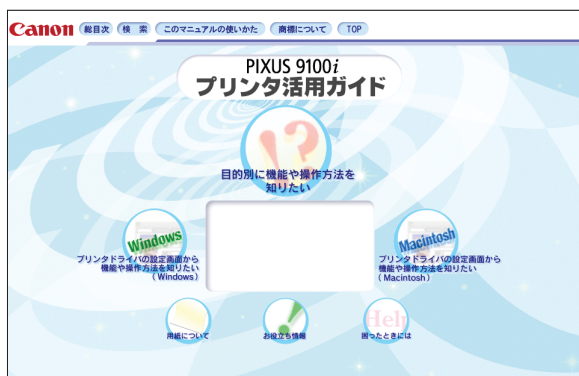 Canon 総目次 検 索 このマニュアルの使いかた 商標について TOP
PIXUS 9100i
プリンタ活用ガイド
!?
目的別に機能や操作方法を
知りたい
Windows
プリンタドライバの設定画面から
機能や操作方法を知りたい
(Windows)
Macintosh
プリンタドライバの設定画面から
機能や操作方法を知りたい
(Macintosh)
用紙について
!
お役立ち情報
Help
困ったときには